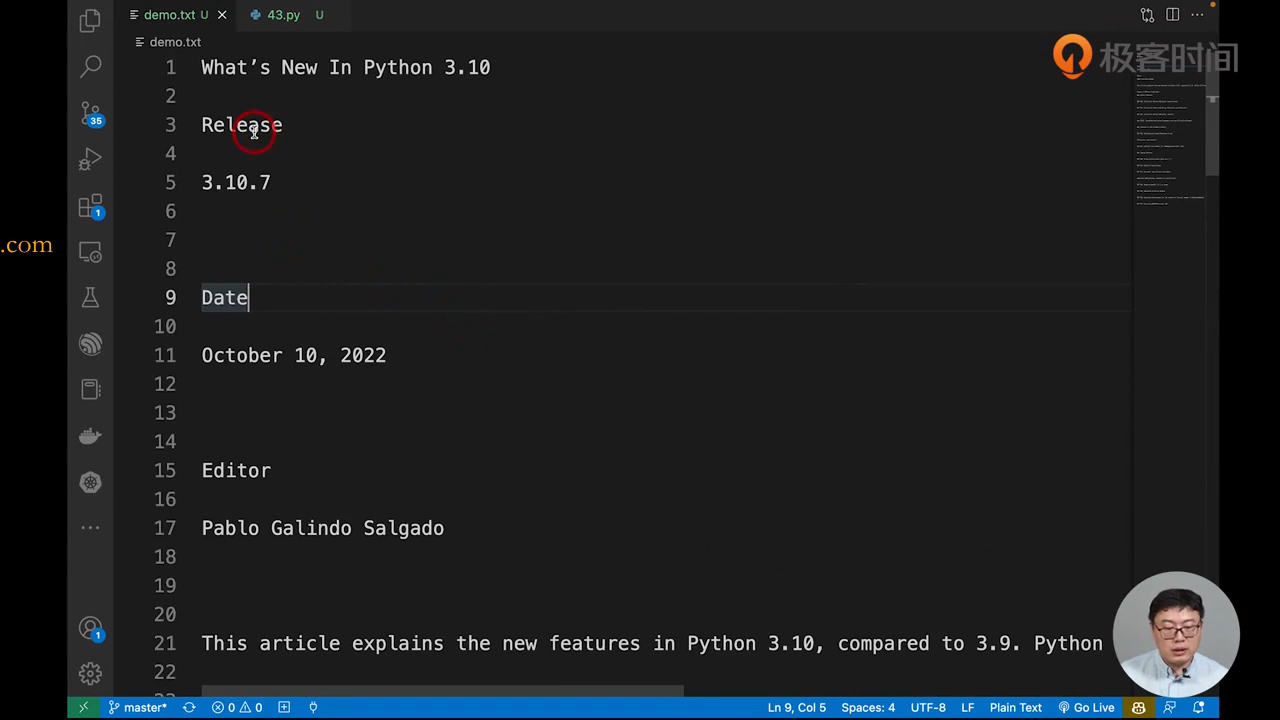 demo.txt U
43.py U
demo.txt
极客时间
1 What’s New In Python 3.10
2
3 Release
4
5 3.10.7
6
7
8
9 Date
10
11 October 10, 2022
12
13
14
15 Editor
16
17 Pablo Galindo Salgado
18
19
20
21 This article explains the new features in Python 3.10, compared to 3.9. Python
22
.com
35
1
1
master*
0 0
Ln 9, Col 5
Spaces: 4
UTF-8
LF
Plain Text
Go Live